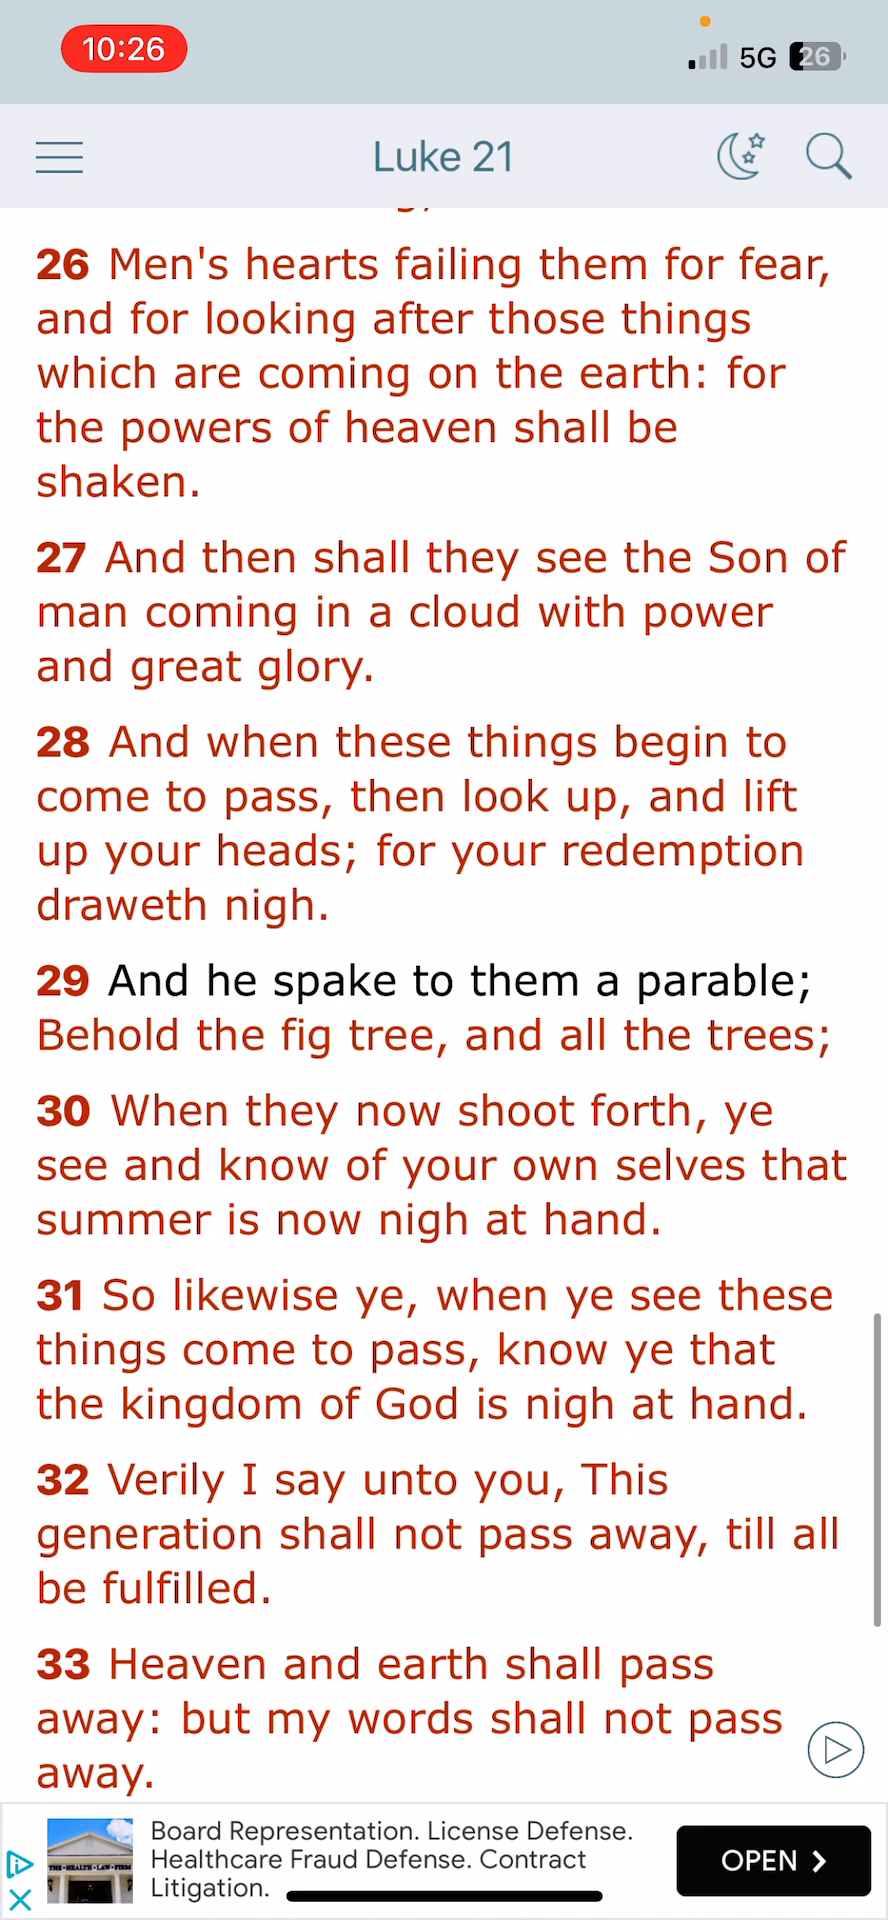 10:26
5G 26
Luke 21
26 Men's hearts failing them for fear,
and for looking after those things
which are coming on the earth: for
the powers of heaven shall be
shaken.
27 And then shall they see the Son of
man coming in a cloud with power
and great glory.
28 And when these things begin to
come to pass, then look up, and lift
up your heads; for your redemption
draweth nigh.
29 And he spake to them a parable;
Behold the fig tree, and all the trees;
30 When they now shoot forth, ye
see and know of your own selves that
summer is now nigh at hand.
31 So likewise ye, when ye see these
things come to pass, know ye that
the kingdom of God is nigh at hand.
32 Verily I say unto you, This
generation shall not pass away, till all
be fulfilled.
33 Heaven and earth shall pass
away: but my words shall not pass
away.
THE HEALTH LAW FIRM
Board Representation. License Defense.
Healthcare Fraud Defense. Contract
Litigation.
OPEN